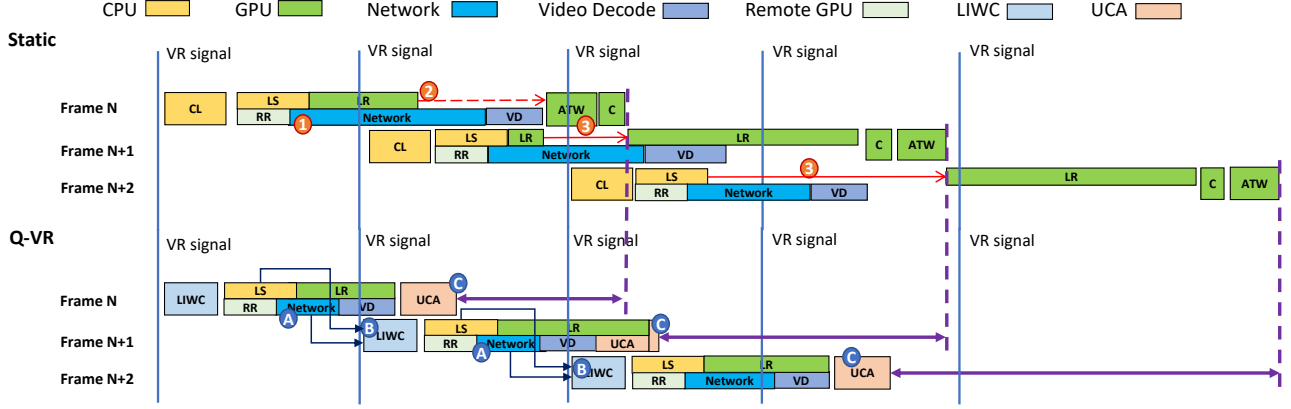 CPU GPU Network Video Decode Remote GPU LIWC UCA
Static
VR signal VR signal VR signal VR signal VR signal
Frame N CL LS LR 2 ATW C
RR 1 Network VD
Frame N+1 CL LS LR 3 LR C ATW
RR Network VD
Frame N+2 CL LS 3 LR C ATW
RR Network VD
Q-VR
VR signal VR signal VR signal VR signal VR signal
Frame N LIWC LS LR UCA C
RR Network VD
A
Frame N+1 B LIWC LS LR C
RR Network VD UCA
A
Frame N+2 B LIWC LS LR C UCA
RR Network VD